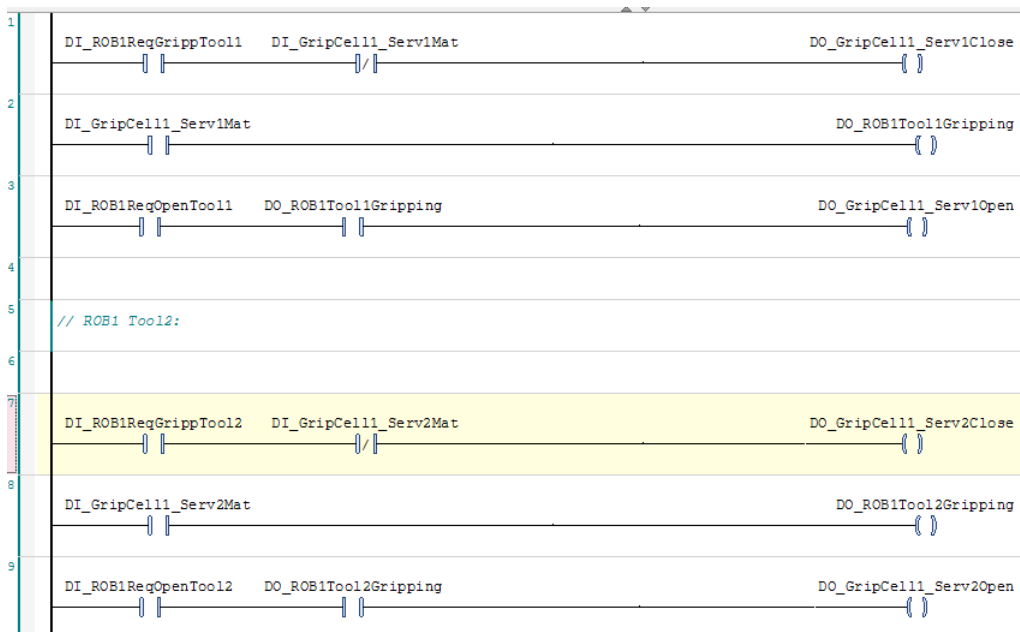 1
DI_ROB1ReqGrippTool1 DI_GripCell1_Serv1Mat DO_GripCell1_Serv1Close
2
DI_GripCell1_Serv1Mat DO_ROB1Tool1Gripping
3
DI_ROB1ReqOpenTool1 DO_ROB1Tool1Gripping DO_GripCell1_Serv1Open
4
5
// ROB1 Tool2:
6
7
DI_ROB1ReqGrippTool2 DI_GripCell1_Serv2Mat DO_GripCell1_Serv2Close
8
DI_GripCell1_Serv2Mat DO_ROB1Tool2Gripping
9
DI_ROB1ReqOpenTool2 DO_ROB1Tool2Gripping DO_GripCell1_Serv2Open